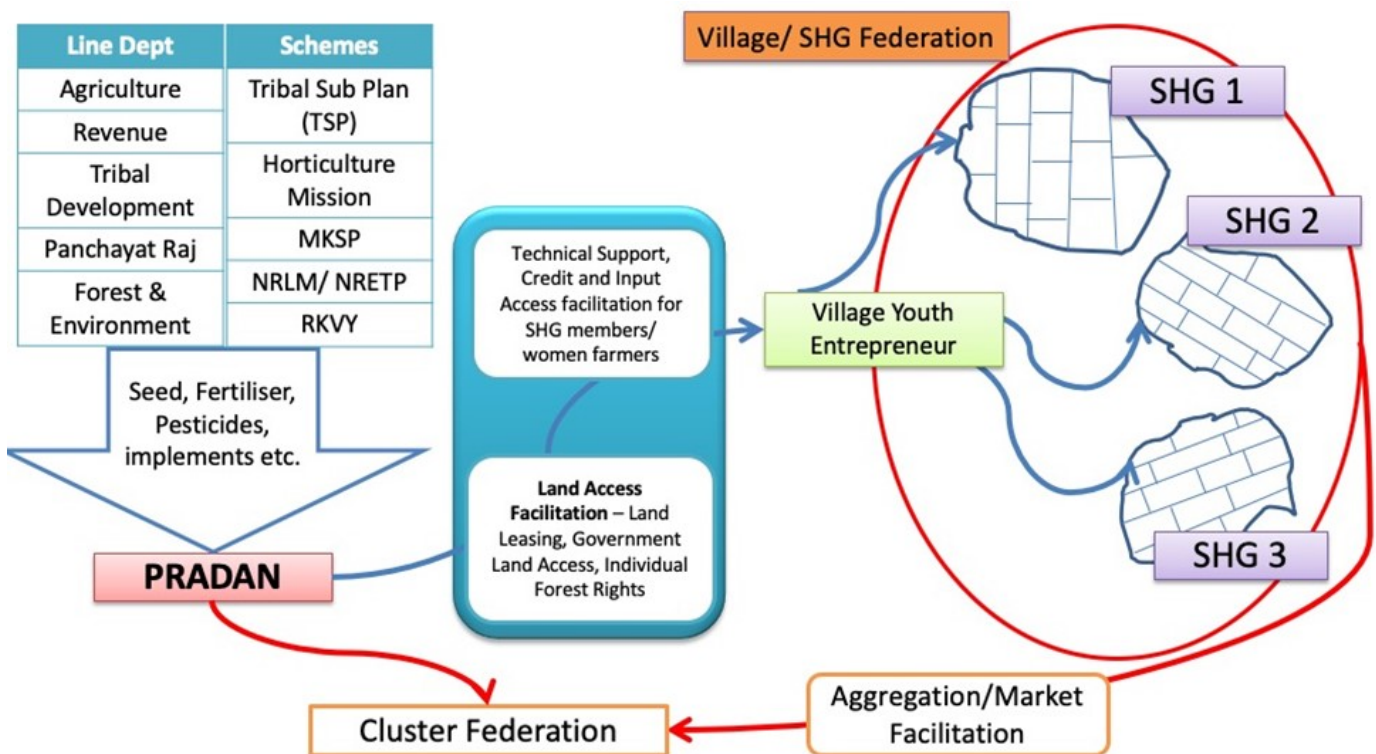 Line Dept
Schemes
Agriculture
Revenue
Tribal
Development
Panchayat Raj
Forest &
Environment
Tribal Sub Plan
(TSP)
Horticulture
Mission
MKSP
NRLM/ NRETP
RKVY
Seed, Fertiliser,
Pesticides,
implements etc.
PRADAN
Technical Support,
Credit and Input
Access facilitation for
SHG members/
women farmers
Land Access
Facilitation – Land
Leasing, Government
Land Access, Individual
Forest Rights
Village Youth
Entrepreneur
Village/ SHG Federation
SHG 1
SHG 2
SHG 3
Aggregation/Market
Facilitation
Cluster Federation